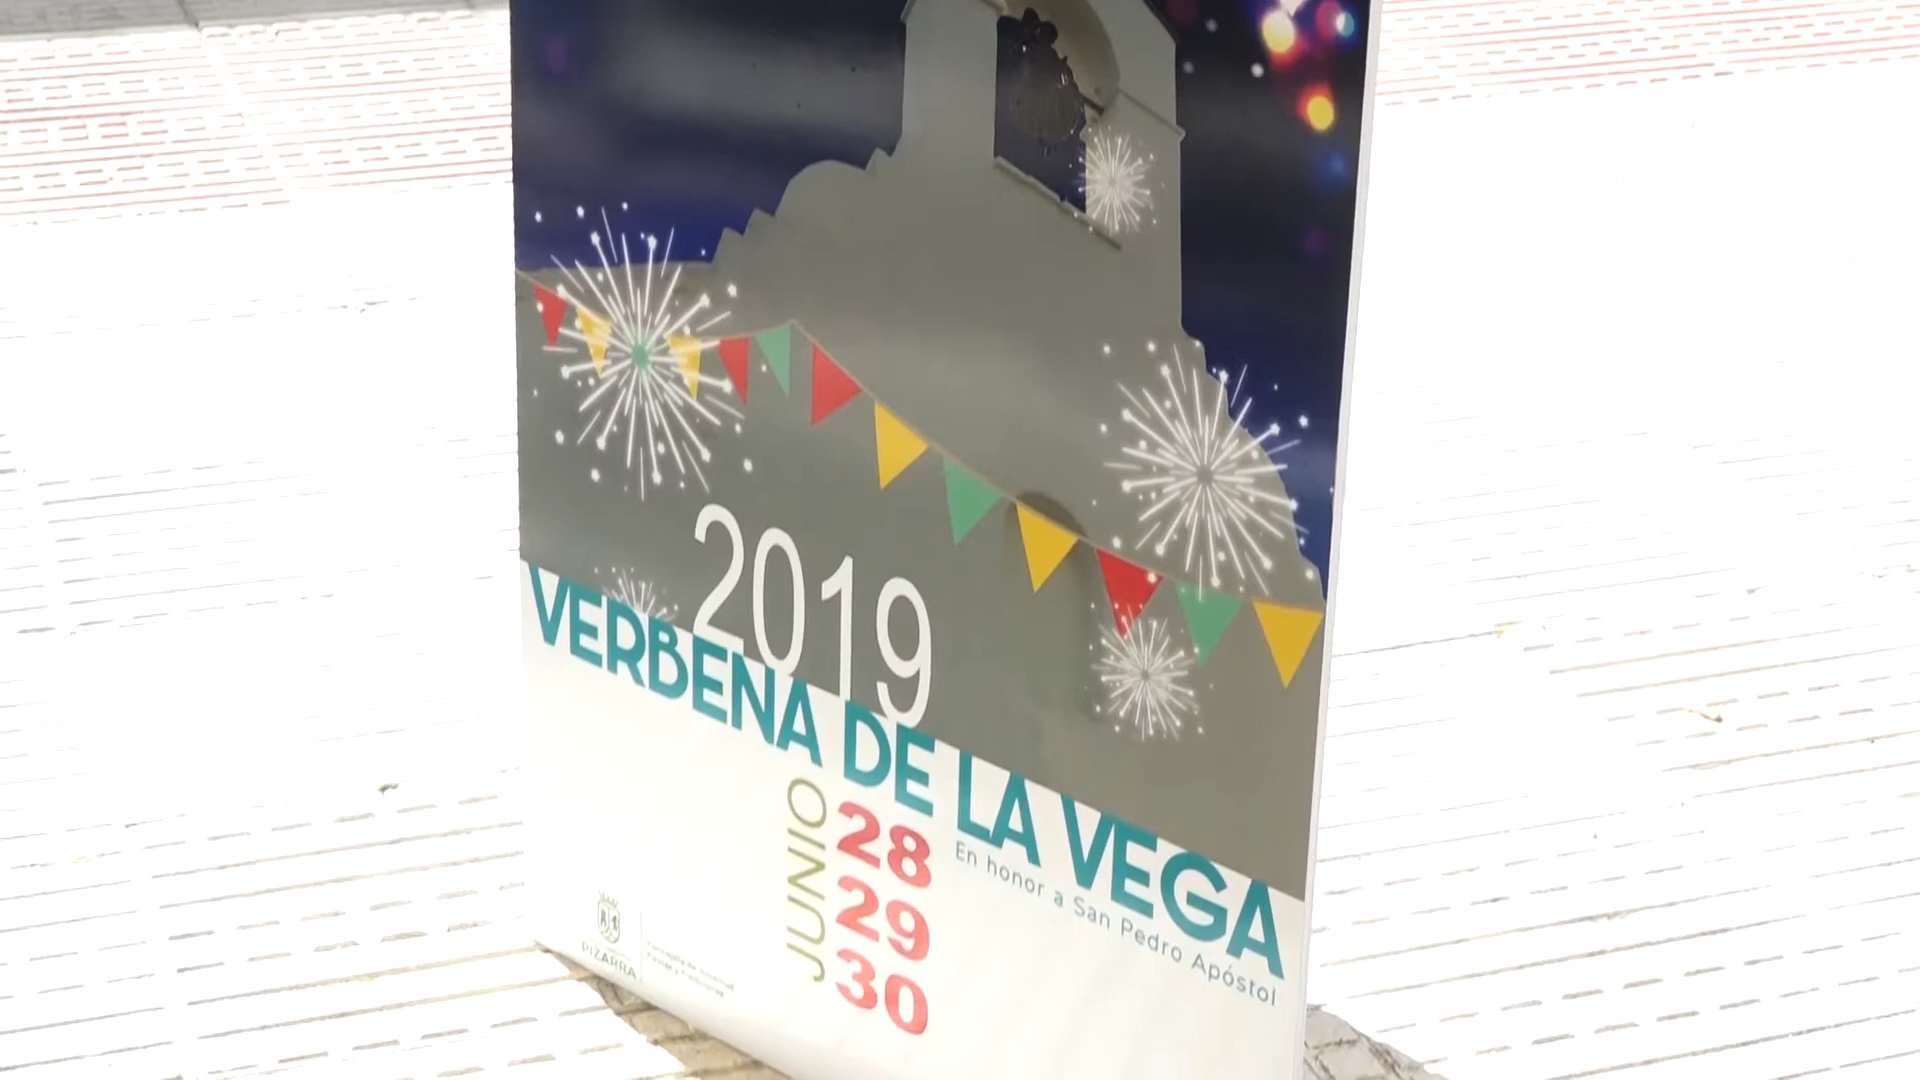 2019
VERBENA DE LA VEGA
En honor a San Pedro Apóstol
JUNIO
28
29
30
PIZARRA